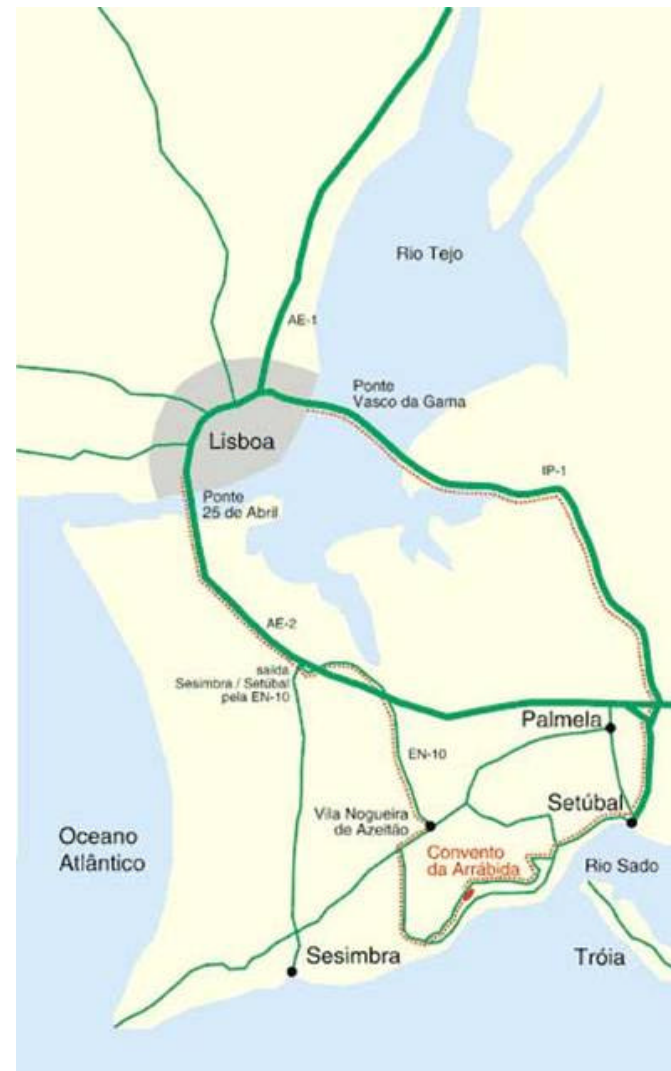 Rio Tejo
AE-1
Ponte
Vasco da Gama
Lisboa
IP-1
Ponte
25 de Abril
AE-2
saída
Sesimbra / Setúbal
pela EN-10
Palmela
EN-10
Setúbal
Vila Nogueira
de Azeitão
Oceano
Atlântico
Convento
da Arrábida
Rio Sado
Sesimbra
Tróia